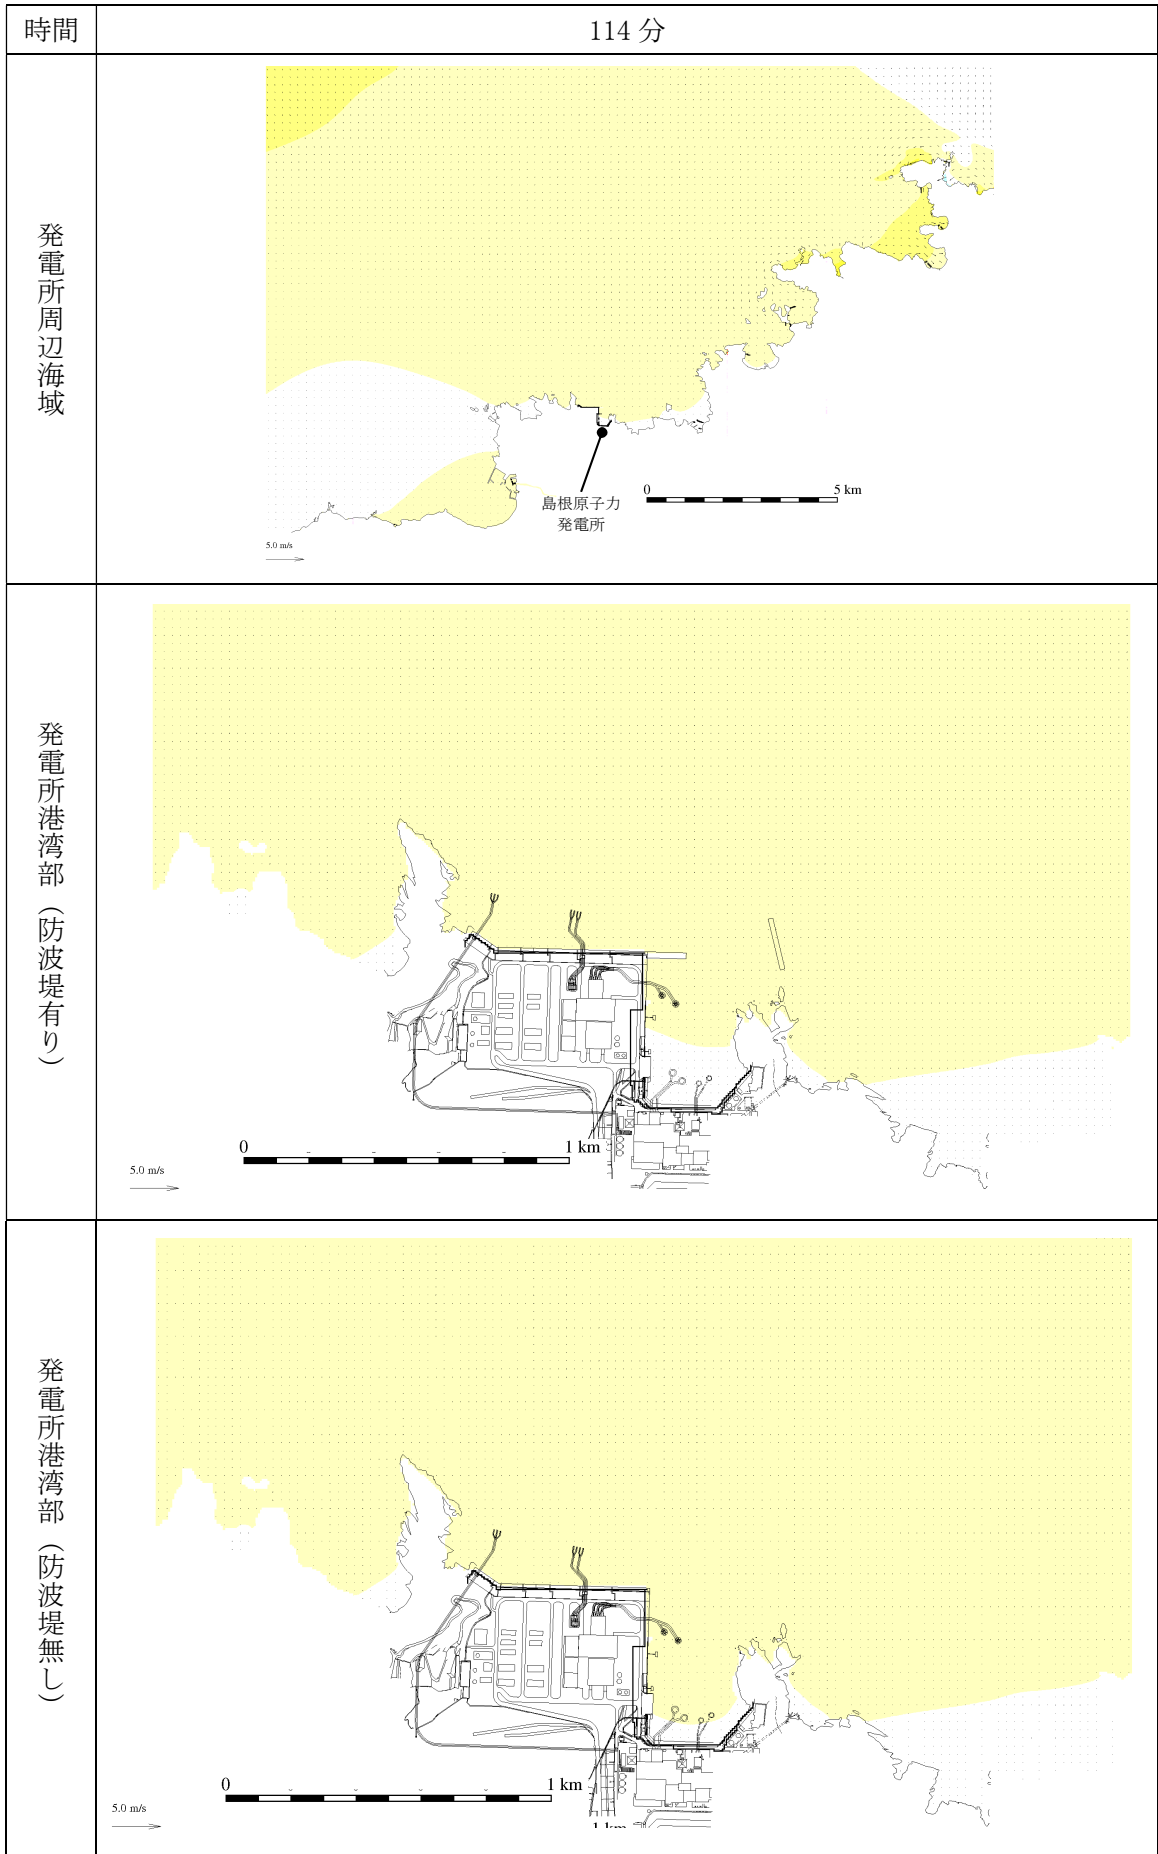 時間
114 分
発電所周辺海域
島根原子力
発電所
0
5 km
5.0 m/s
発電所港湾部（防波堤有り）
0
1 km
5.0 m/s
発電所港湾部（防波堤無し）
0
1 km
5.0 m/s
1 km